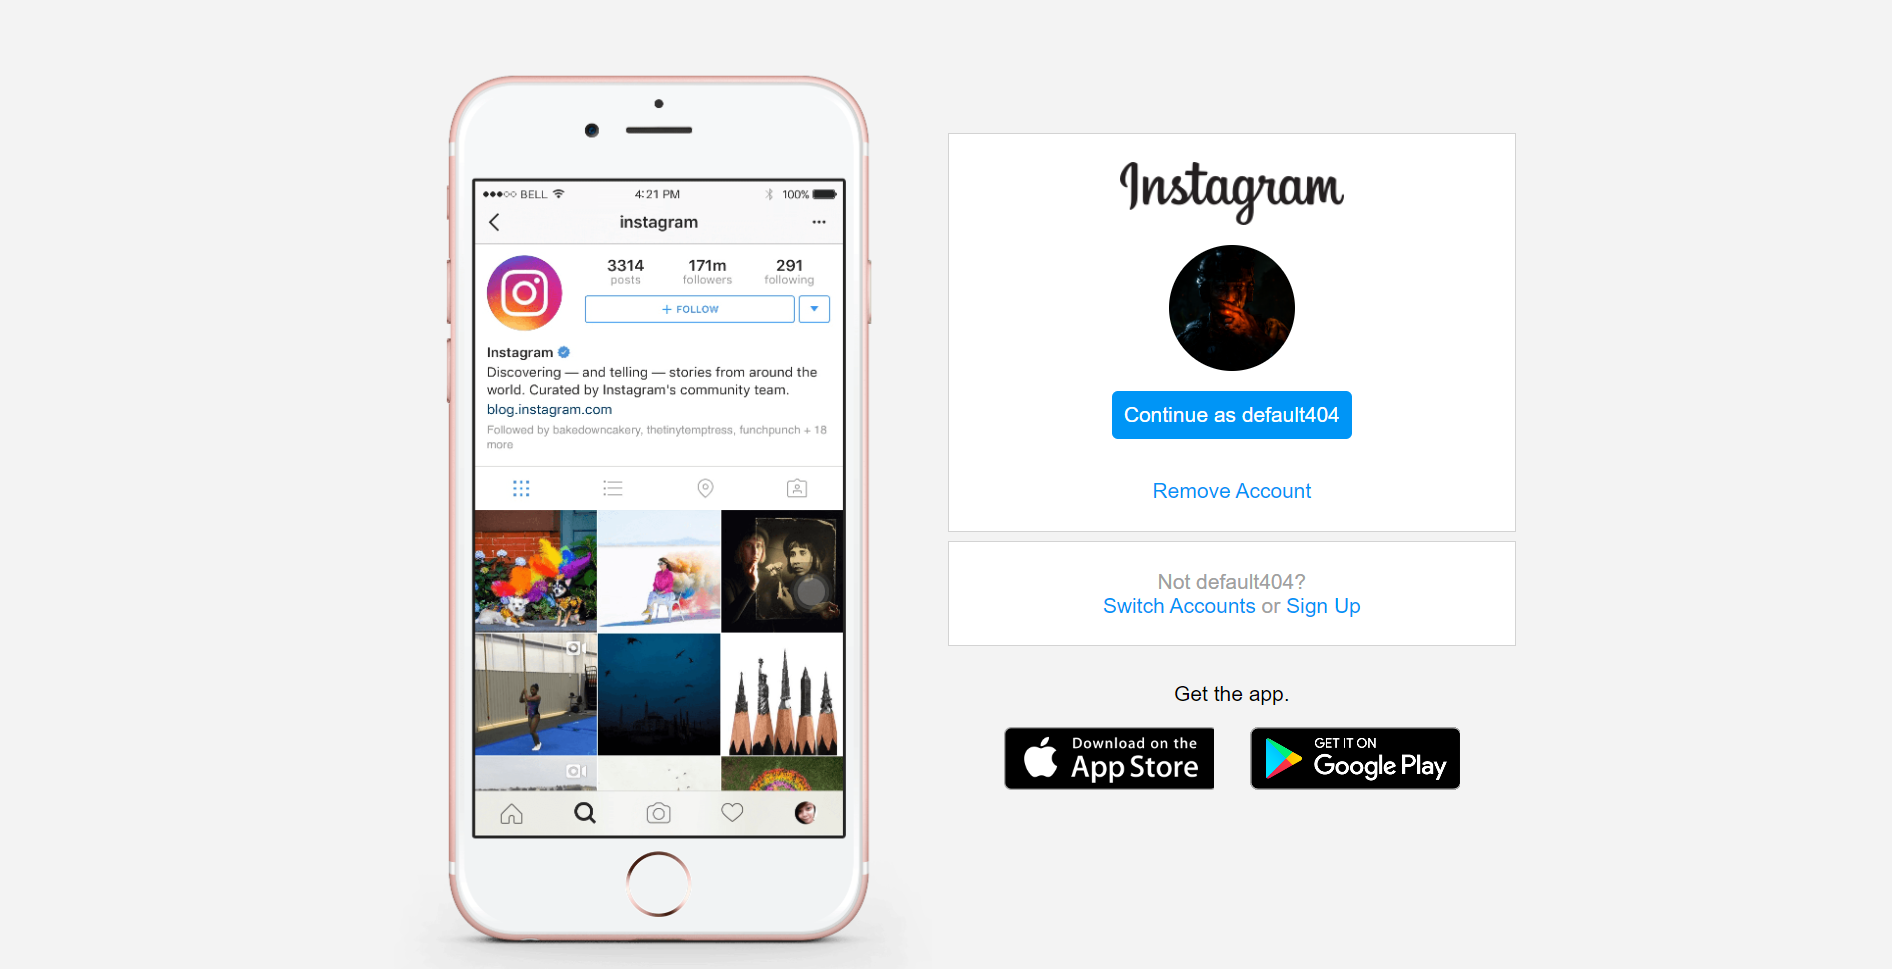 BELL 4:21 PM 100%
instagram
3314 171m 291
posts followers following
+ FOLLOW
Instagram
Discovering — and telling — stories from around the
world. Curated by Instagram's community team.
blog.instagram.com
Followed by bakedowncakery, thetinytemptress, funchpunch + 18
more
Instagram
Continue as default404
Remove Account
Not default404?
Switch Accounts or Sign Up
Get the app.
Download on the
App Store
GET IT ON
Google Play